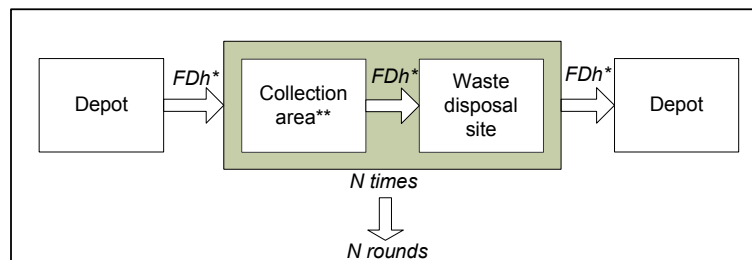 FDh*
FDh*
FDh*
Depot
Collection
area**
Waste
disposal
site
Depot
N times
N rounds